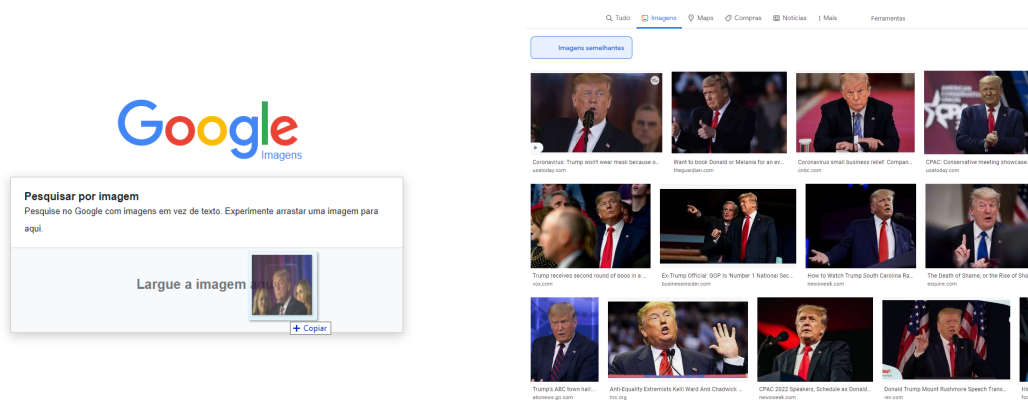 Tudo
Imagens
Maps
Compras
Notícias
Mais
Ferramentas
Imagens semelhantes
Google
Imagens
Pesquisar por imagem
Pesquise no Google com imagens em vez de texto. Experimente arrastar uma imagem para
aqui.
Largue a imagem aqui
+ Copiar
Coronavirus: Trump won't wear mask because o...
usatoday.com
Want to book Donald or Melania for an ev...
theguardian.com
Coronavirus small business relief: Compan...
cnbc.com
CPAC: Conservative meeting showcase
usatoday.com
Trump receives second round of boos in a ...
vox.com
Ex-Trump Official: GOP Is 'Number 1 National Sec...
businessinsider.com
How to Watch Trump South Carolina Ra...
newsweek.com
The Death of Shame, or the Rise of Sha
esquire.com
Trump's ABC town hall:...
abcnews.go.com
Anti-Equality Extremists Kelli Ward And Chadwick ...
hrc.org
CPAC 2022 Speakers, Schedule as Donald...
newsweek.com
Donald Trump Mount Rushmore Speech Trans...
rev.com